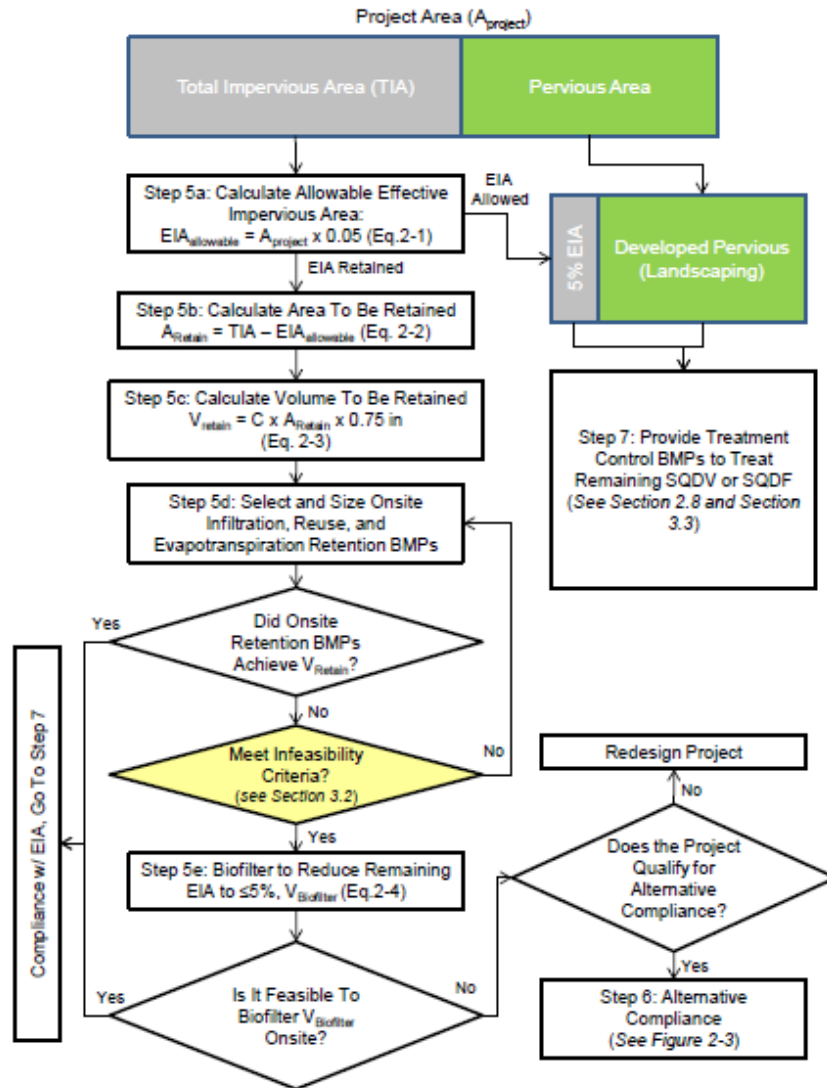 Project Area (Aproject)
Total Impervious Area (TIA)
Pervious Area
Step 5a: Calculate Allowable Effective
Impervious Area:
EIAallowable = Aproject x 0.05 (Eq.2-1)
EIA
Allowed
5% EIA
Developed Pervious
(Landscaping)
EIA Retained
Step 5b: Calculate Area To Be Retained
ARetain = TIA – EIAallowable (Eq. 2-2)
Step 5c: Calculate Volume To Be Retained
Vretain = C x ARetain x 0.75 in
(Eq. 2-3)
Step 7: Provide Treatment
Control BMPs to Treat
Remaining SQDV or SQDF
(See Section 2.8 and Section
3.3)
Step 5d: Select and Size Onsite
Infiltration, Reuse, and
Evapotranspiration Retention BMPs
Yes
Did Onsite
Retention BMPs
Achieve VRetain?
No
Meet Infeasibility
Criteria?
(see Section 3.2)
No
Yes
Compliance w/ EIA, Go To Step 7
Step 5e: Biofilter to Reduce Remaining
EIA to ≤5%, VBiofilter (Eq.2-4)
Yes
Is It Feasible To
Biofilter VBiofilter
Onsite?
No
Redesign Project
No
Does the Project
Qualify for
Alternative
Compliance?
Yes
Step 6: Alternative
Compliance
(See Figure 2-3)